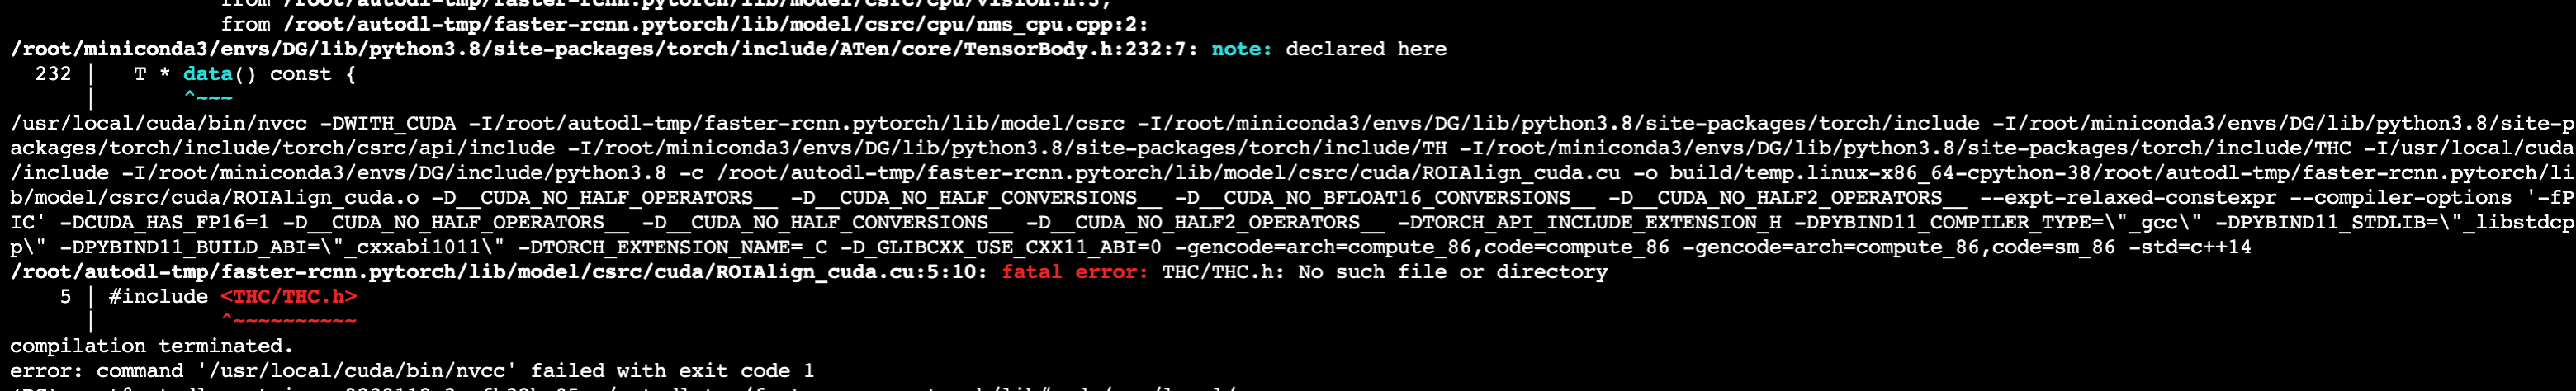 from /root/autodl-tmp/faster-rcnn.pytorch/lib/model/csrc/cpu/vision.h:3,
from /root/autodl-tmp/faster-rcnn.pytorch/lib/model/csrc/cpu/nms_cpu.cpp:2:
/root/miniconda3/envs/DG/lib/python3.8/site-packages/torch/include/ATen/core/TensorBody.h:232:7: note: declared here
232 |   T * data() const {
|       ^~~~
/usr/local/cuda/bin/nvcc -DWITH_CUDA -I/root/autodl-tmp/faster-rcnn.pytorch/lib/model/csrc -I/root/miniconda3/envs/DG/lib/python3.8/site-packages/torch/include -I/root/miniconda3/envs/DG/lib/python3.8/site-p
ackages/torch/include/torch/csrc/api/include -I/root/miniconda3/envs/DG/lib/python3.8/site-packages/torch/include/TH -I/root/miniconda3/envs/DG/lib/python3.8/site-packages/torch/include/THC -I/usr/local/cuda
/include -I/root/miniconda3/envs/DG/include/python3.8 -c /root/autodl-tmp/faster-rcnn.pytorch/lib/model/csrc/cuda/ROIAlign_cuda.cu -o build/temp.linux-x86_64-cpython-38/root/autodl-tmp/faster-rcnn.pytorch/li
b/model/csrc/cuda/ROIAlign_cuda.o -D__CUDA_NO_HALF_OPERATORS__ -D__CUDA_NO_HALF_CONVERSIONS__ -D__CUDA_NO_BFLOAT16_CONVERSIONS__ -D__CUDA_NO_HALF2_OPERATORS__ --expt-relaxed-constexpr --compiler-options '-fP
IC' -DCUDA_HAS_FP16=1 -D__CUDA_NO_HALF_OPERATORS__ -D__CUDA_NO_HALF_CONVERSIONS__ -D__CUDA_NO_HALF2_OPERATORS__ -DTORCH_API_INCLUDE_EXTENSION_H -DPYBIND11_COMPILER_TYPE=\"_gcc\" -DPYBIND11_STDLIB=\"_libstdcp
p\" -DPYBIND11_BUILD_ABI=\"_cxxabi1011\" -DTORCH_EXTENSION_NAME=_C -D_GLIBCXX_USE_CXX11_ABI=0 -gencode=arch=compute_86,code=compute_86 -gencode=arch=compute_86,code=sm_86 -std=c++14
/root/autodl-tmp/faster-rcnn.pytorch/lib/model/csrc/cuda/ROIAlign_cuda.cu:5:10: fatal error: THC/THC.h: No such file or directory
5 | #include <THC/THC.h>
|          ^~~~~~~~~~~
compilation terminated.
error: command '/usr/local/cuda/bin/nvcc' failed with exit code 1